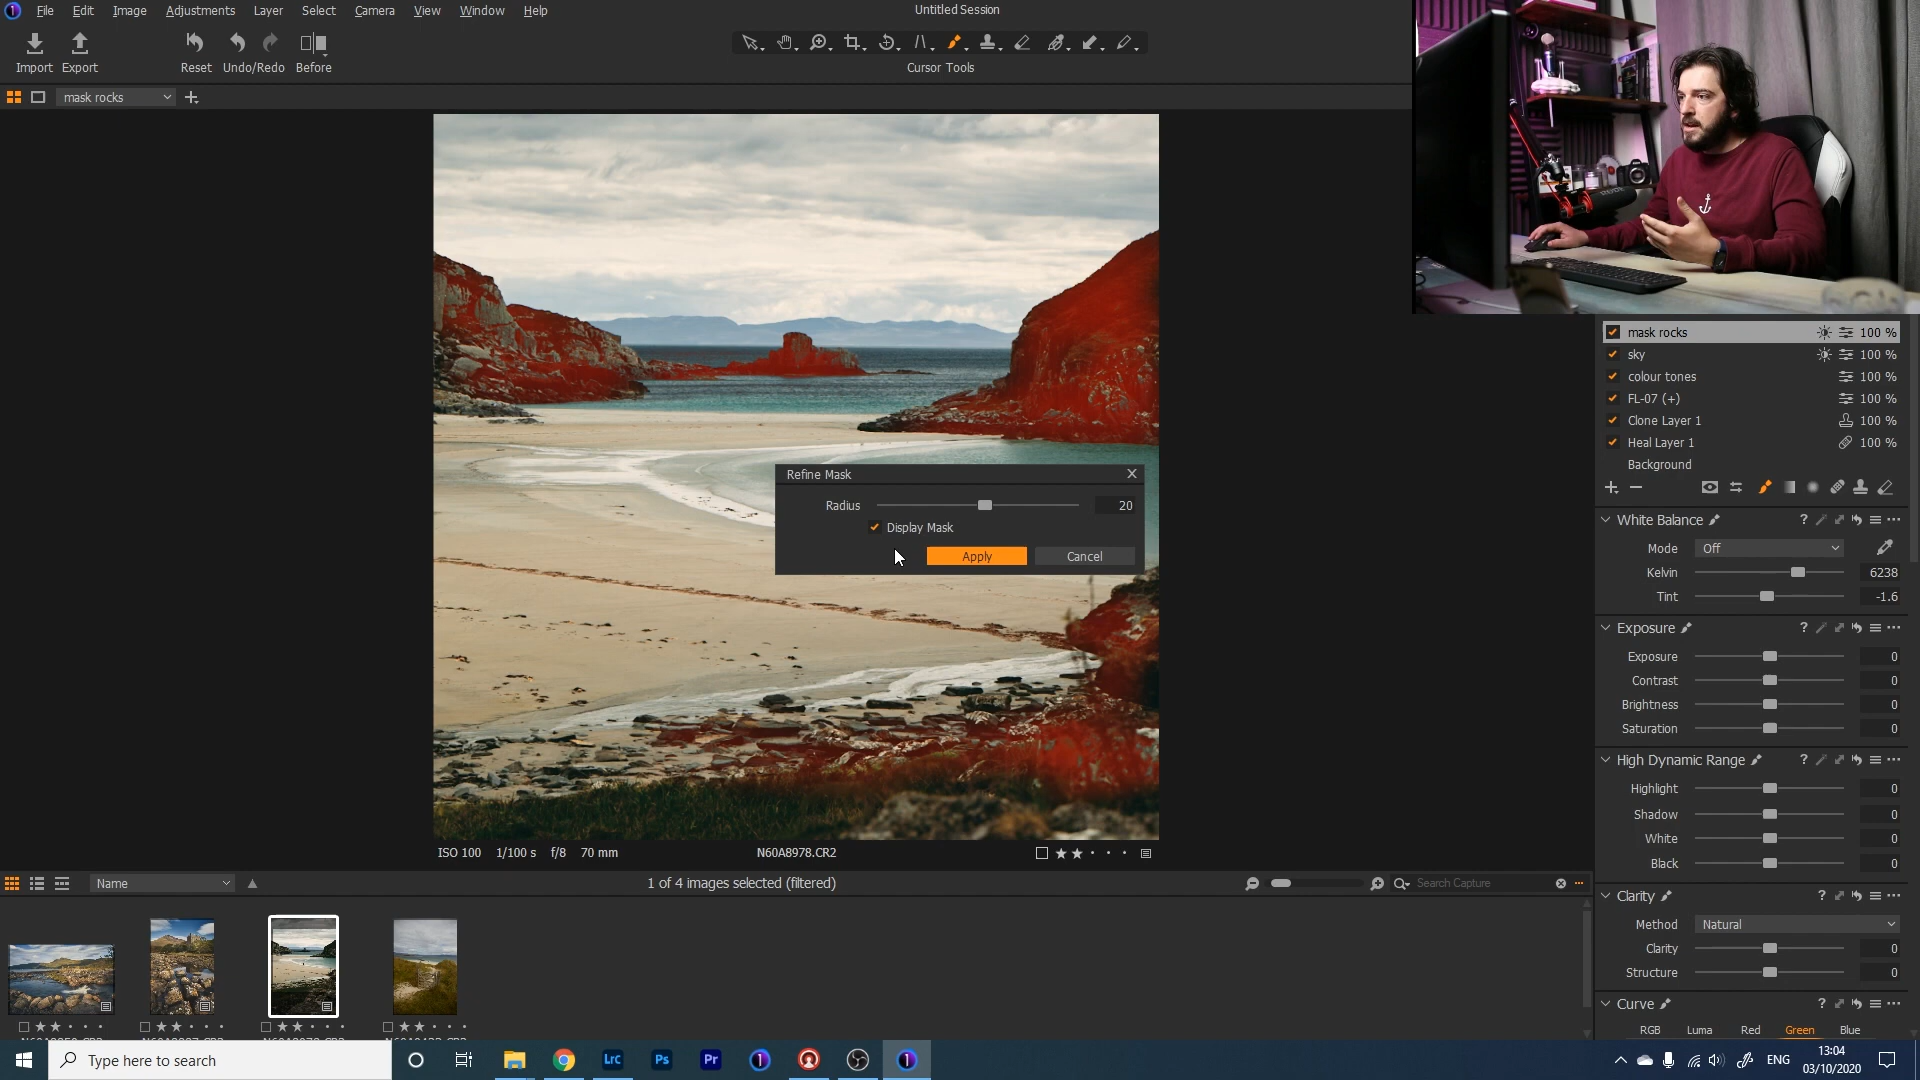 File Edit Image Adjustments Layer Select Camera View Window Help
Untitled Session
Import Export Reset Undo/Redo Before
Cursor Tools
mask rocks
mask rocks 100 %
sky 100 %
colour tones 100 %
FL-07 (+) 100 %
Clone Layer 1 100 %
Heal Layer 1 100 %
Background
Refine Mask
Radius 20
Display Mask
Apply Cancel
White Balance
Mode Off
Kelvin 6238
Tint -1.6
Exposure
Exposure 0
Contrast 0
Brightness 0
Saturation 0
High Dynamic Range
Highlight 0
Shadow 0
White 0
Black 0
Clarity
Method Natural
Clarity 0
Structure 0
Curve
RGB Luma Red Green Blue
ISO 100 1/100 s f/8 70 mm N60A8978.CR2
Name 1 of 4 images selected (filtered) Search Capture
Type here to search
Lrc Ps Pr
ENG
13:04
03/10/2020